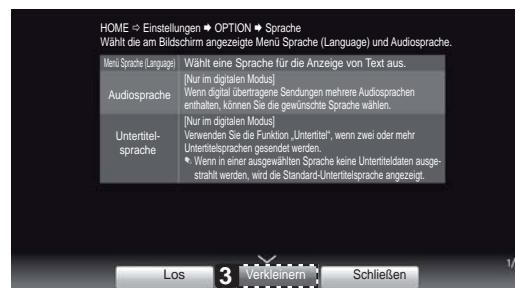 HOME ⇨ Einstellungen ➡ OPTION ➡ Sprache
Wählt die am Bildschirm angezeigte Menü Sprache (Language) und Audiosprache.
Menü Sprache (Language) Wählt eine Sprache für die Anzeige von Text aus.
Audiosprache
[Nur im digitalen Modus]
Wenn digital übertragene Sendungen mehrere Audiosprachen
enthalten, können Sie die gewünschte Sprache wählen.
Untertitel-
sprache
[Nur im digitalen Modus]
Verwenden Sie die Funktion „Untertitel“, wenn zwei oder mehr
Untertitelsprachen gesendet werden.
Wenn in einer ausgewählten Sprache keine Untertiteldaten ausge-
strahlt werden, wird die Standard-Untertitelsprache angezeigt.
1/
Los 3 Verkleinern Schließen